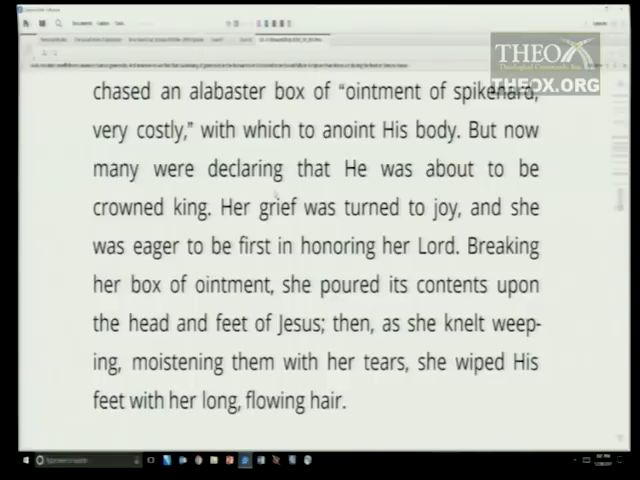 THEOX
THEOX.ORG
chased an alabaster box of “ointment of spikenard,
very costly,” with which to anoint His body. But now
many were declaring that He was about to be
crowned king. Her grief was turned to joy, and she
was eager to be first in honoring her Lord. Breaking
her box of ointment, she poured its contents upon
the head and feet of Jesus; then, as she knelt weep-
ing, moistening them with her tears, she wiped His
feet with her long, flowing hair.